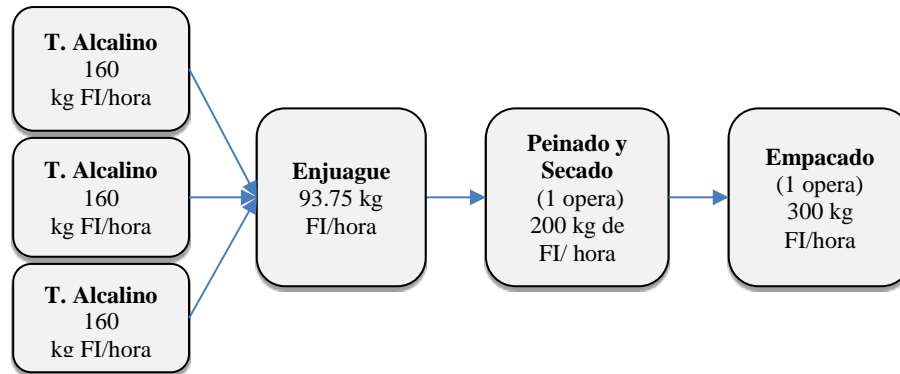 T. Alcalino
160
kg FI/hora
T. Alcalino
160
kg FI/hora
T. Alcalino
160
kg FI/hora
Enjuague
93.75 kg
FI/hora
Peinado y
Secado
(1 opera)
200 kg de
FI/ hora
Empacado
(1 opera)
300 kg
FI/hora